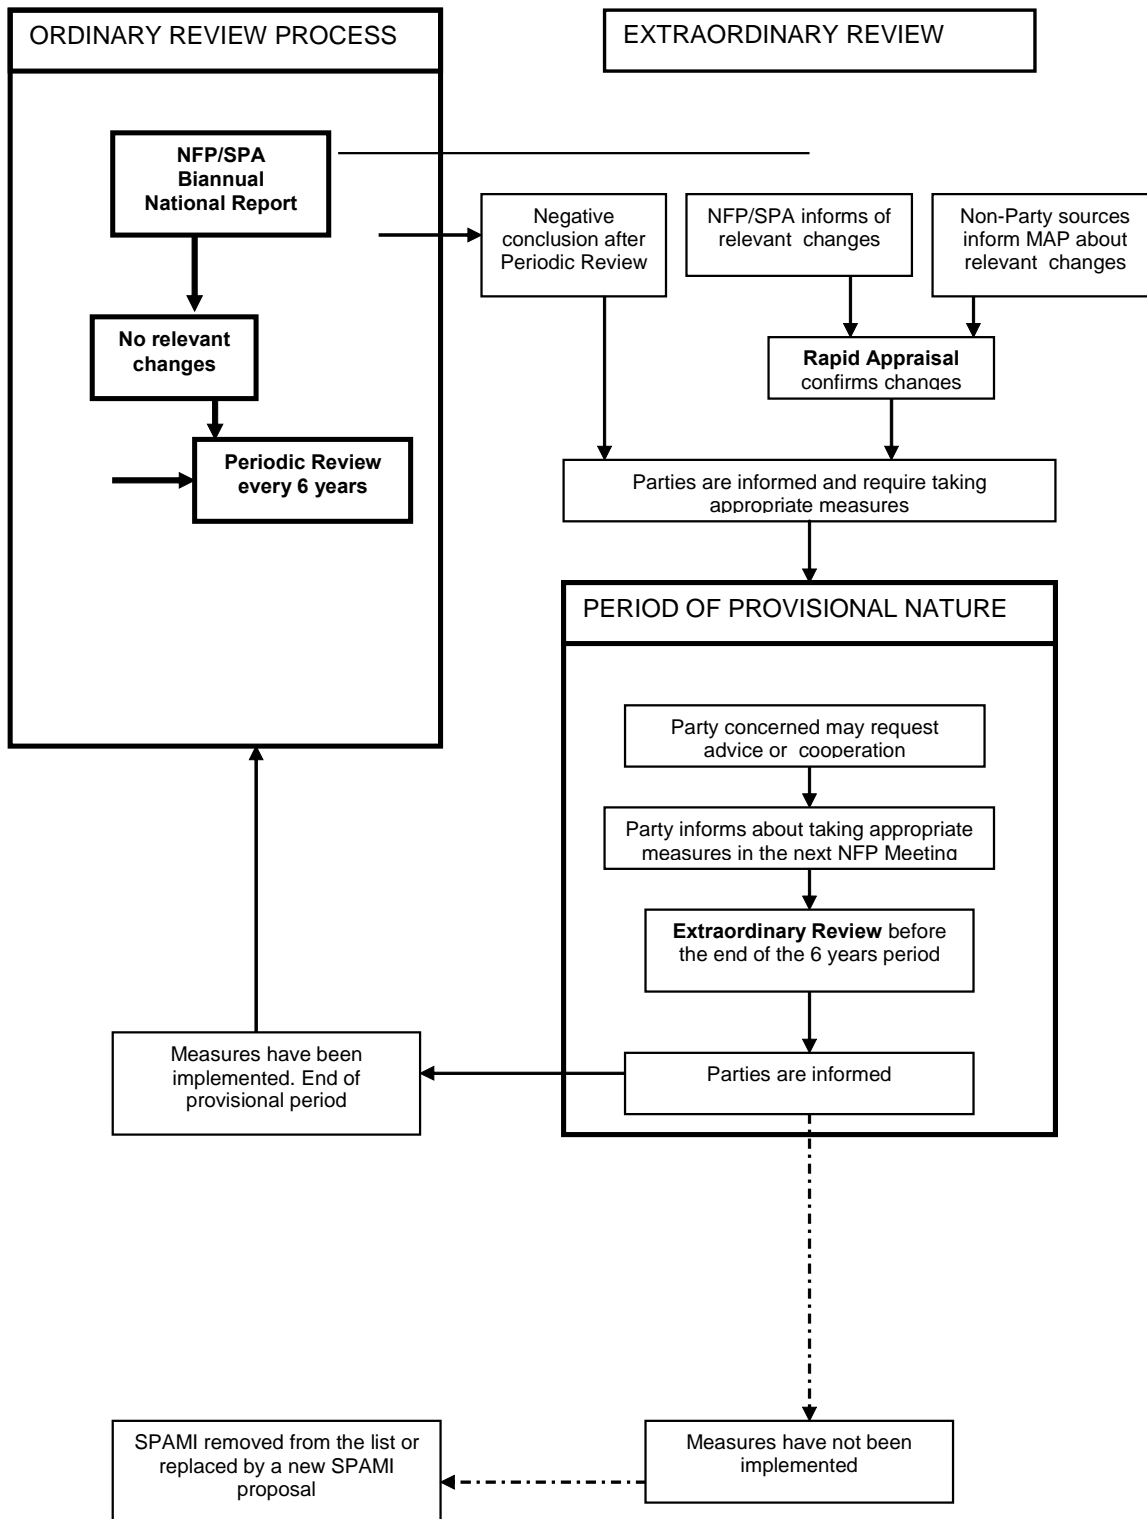 ORDINARY REVIEW PROCESS
EXTRAORDINARY REVIEW
NFP/SPA
Biannual
National Report
Negative
conclusion after
Periodic Review
NFP/SPA informs of
relevant changes
Non-Party sources
inform MAP about
relevant changes
No relevant
changes
Rapid Appraisal
confirms changes
Periodic Review
every 6 years
Parties are informed and require taking
appropriate measures
PERIOD OF PROVISIONAL NATURE
Party concerned may request
advice or cooperation
Party informs about taking appropriate
measures in the next NFP Meeting
Extraordinary Review before
the end of the 6 years period
Measures have been
implemented. End of
provisional period
Parties are informed
SPAMI removed from the list or
replaced by a new SPAMI
proposal
Measures have not been
implemented